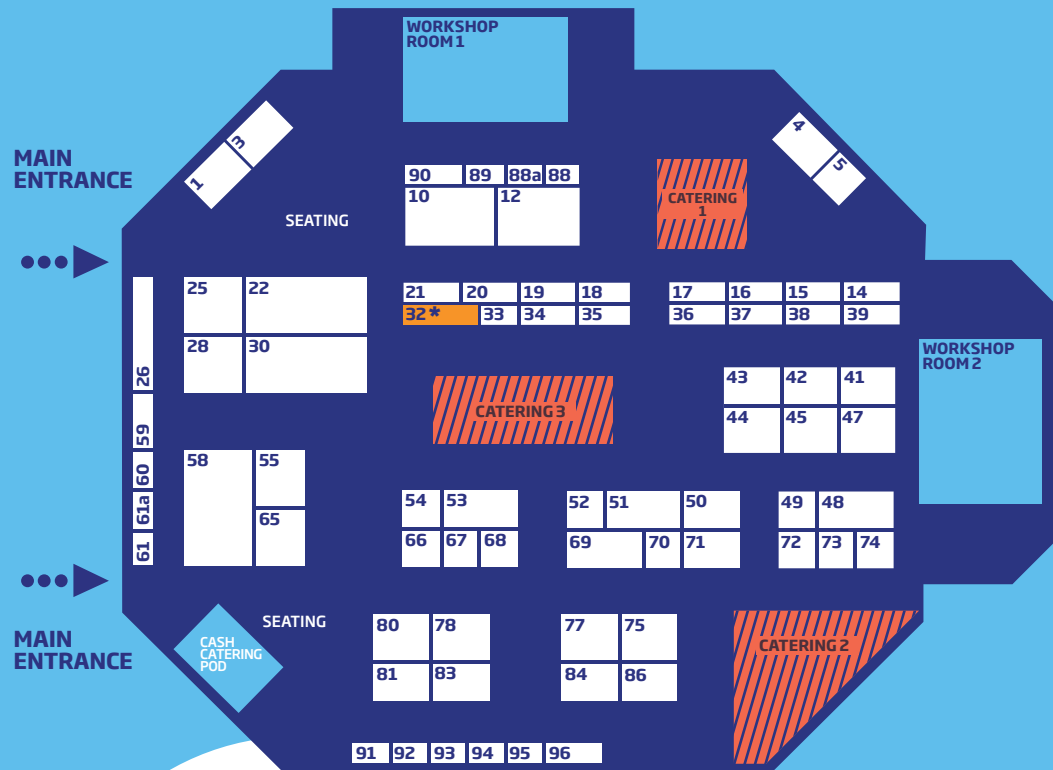 WORKSHOP
ROOM 1
MAIN
ENTRANCE
1
3
4
5
SEATING
90 89 88a 88
10 12
CATERING
1
25 22
28 30
26
59
60
61a
61
21 20 19 18
32* 33 34 35
17 16 15 14
36 37 38 39
WORKSHOP
ROOM 2
43 42 41
44 45 47
CATERING 3
58 55
65
54 53
66 67 68
52 51 50
69 70 71
49 48
72 73 74
MAIN
ENTRANCE
SEATING
CASH
CATERING
POD
80 78
81 83
77 75
84 86
CATERING 2
91 92 93 94 95 96